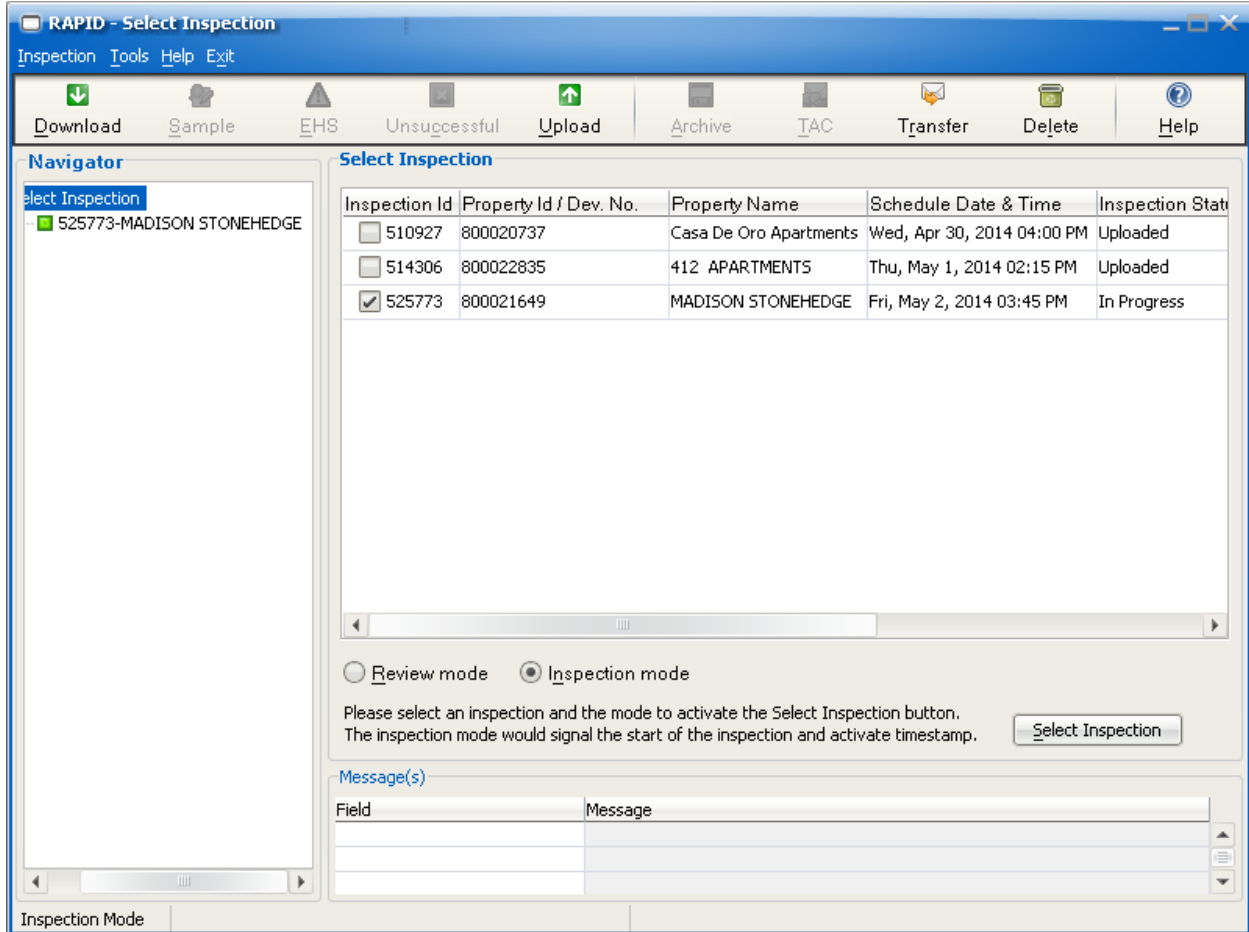 RAPID - Select Inspection
Inspection Tools Help Exit
Download Sample EHS Unsuccessful Upload Archive TAC Transfer Delete Help
Navigator
elect Inspection
525773-MADISON STONEHEDGE
Select Inspection
Inspection Id Property Id / Dev. No. Property Name Schedule Date & Time Inspection Stat
510927 800020737 Casa De Oro Apartments Wed, Apr 30, 2014 04:00 PM Uploaded
514306 800022835 412 APARTMENTS Thu, May 1, 2014 02:15 PM Uploaded
525773 800021649 MADISON STONEHEDGE Fri, May 2, 2014 03:45 PM In Progress
Review mode Inspection mode
Please select an inspection and the mode to activate the Select Inspection button.
The inspection mode would signal the start of the inspection and activate timestamp.
Select Inspection
Message(s)
Field Message
Inspection Mode